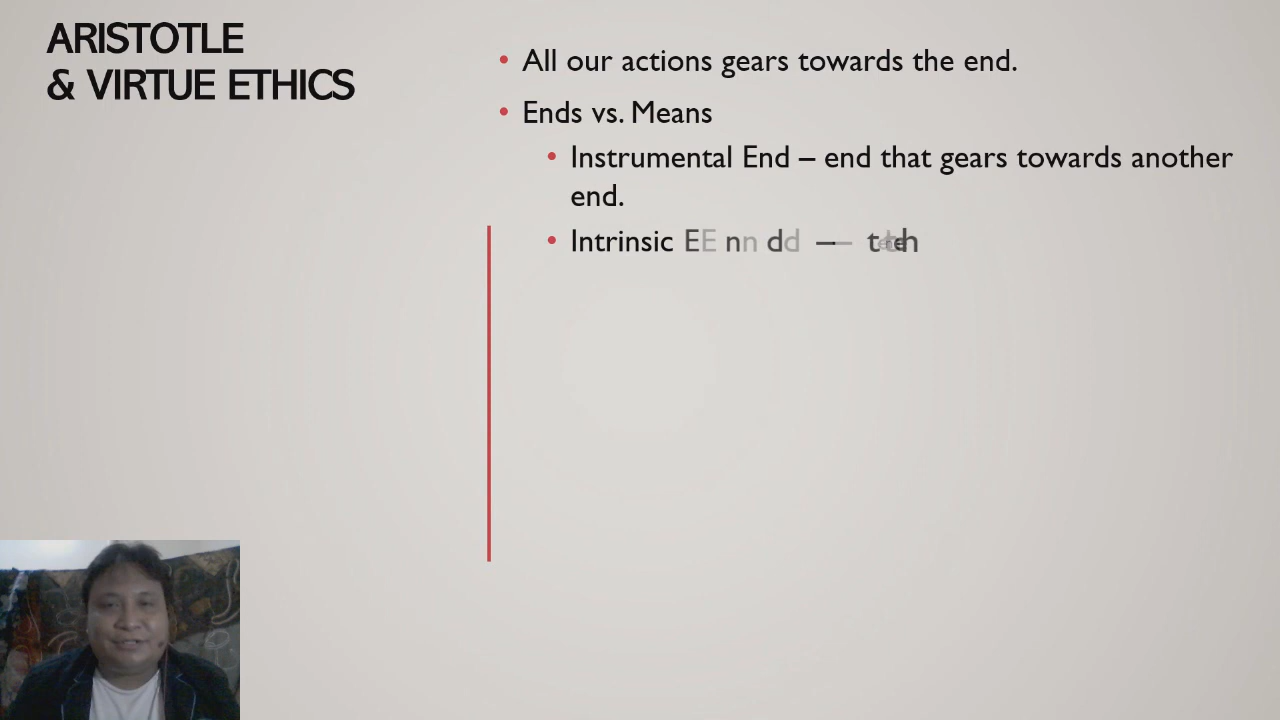 ARISTOTLE
& VIRTUE ETHICS
• All our actions gears towards the end.
• Ends vs. Means
• Instrumental End – end that gears towards another
end.
• Intrinsic End –